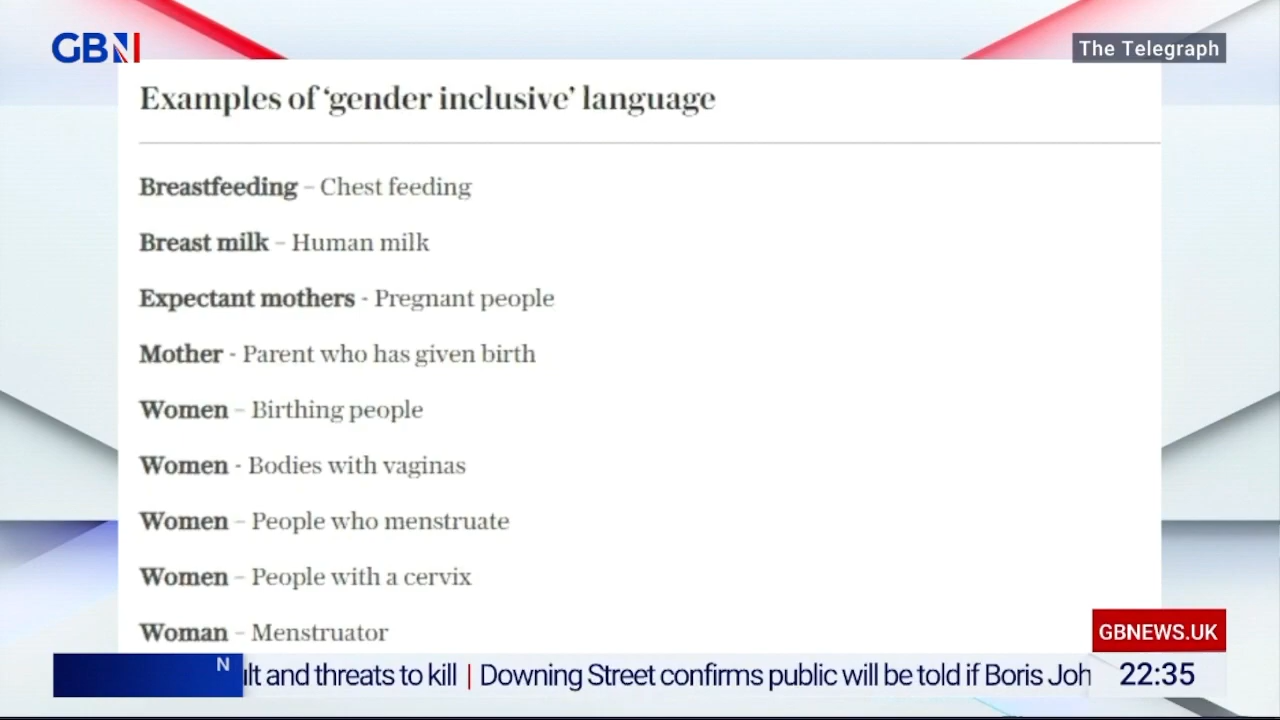 GBN
The Telegraph
Examples of ‘gender inclusive’ language
Breastfeeding – Chest feeding
Breast milk – Human milk
Expectant mothers - Pregnant people
Mother - Parent who has given birth
Women – Birthing people
Women - Bodies with vaginas
Women – People who menstruate
Women – People with a cervix
Woman – Menstruator
GBNEWS.UK
N
and threats to kill | Downing Street confirms public will be told if Boris Joh
22:35